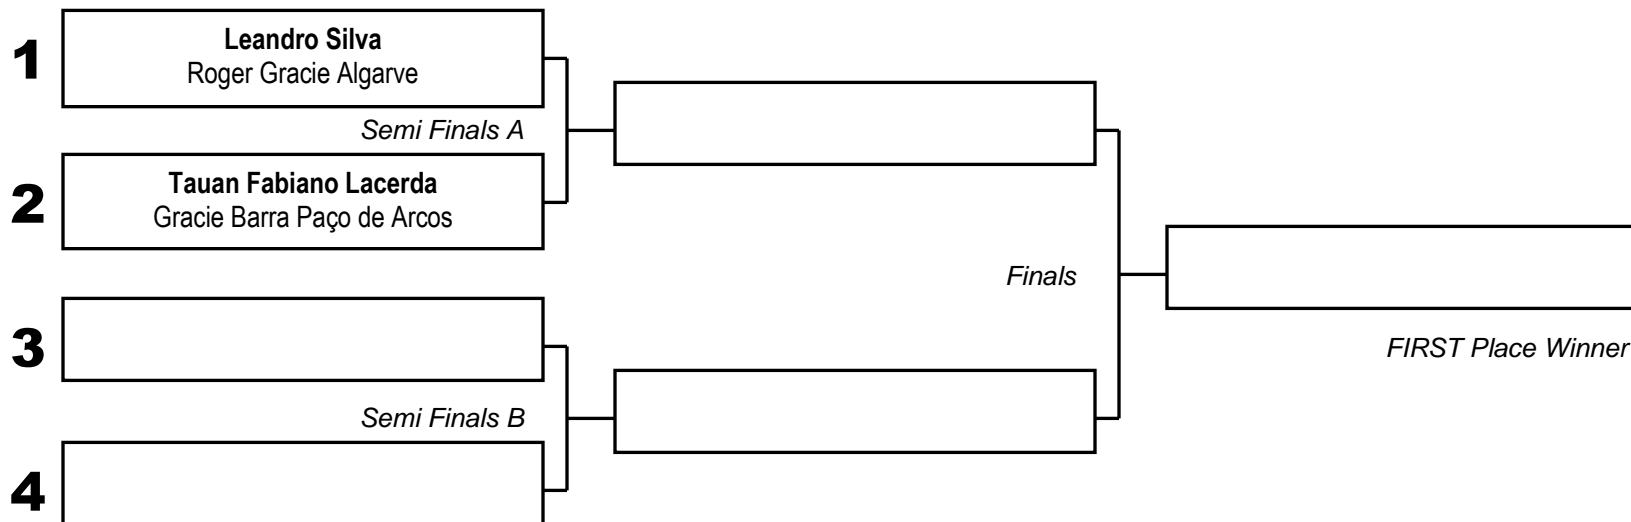 1
Leandro Silva
Roger Gracie Algarve
Semi Finals A
2
Tauan Fabiano Lacerda
Gracie Barra Paço de Arcos
Finals
3
FIRST Place Winner
Semi Finals B
4